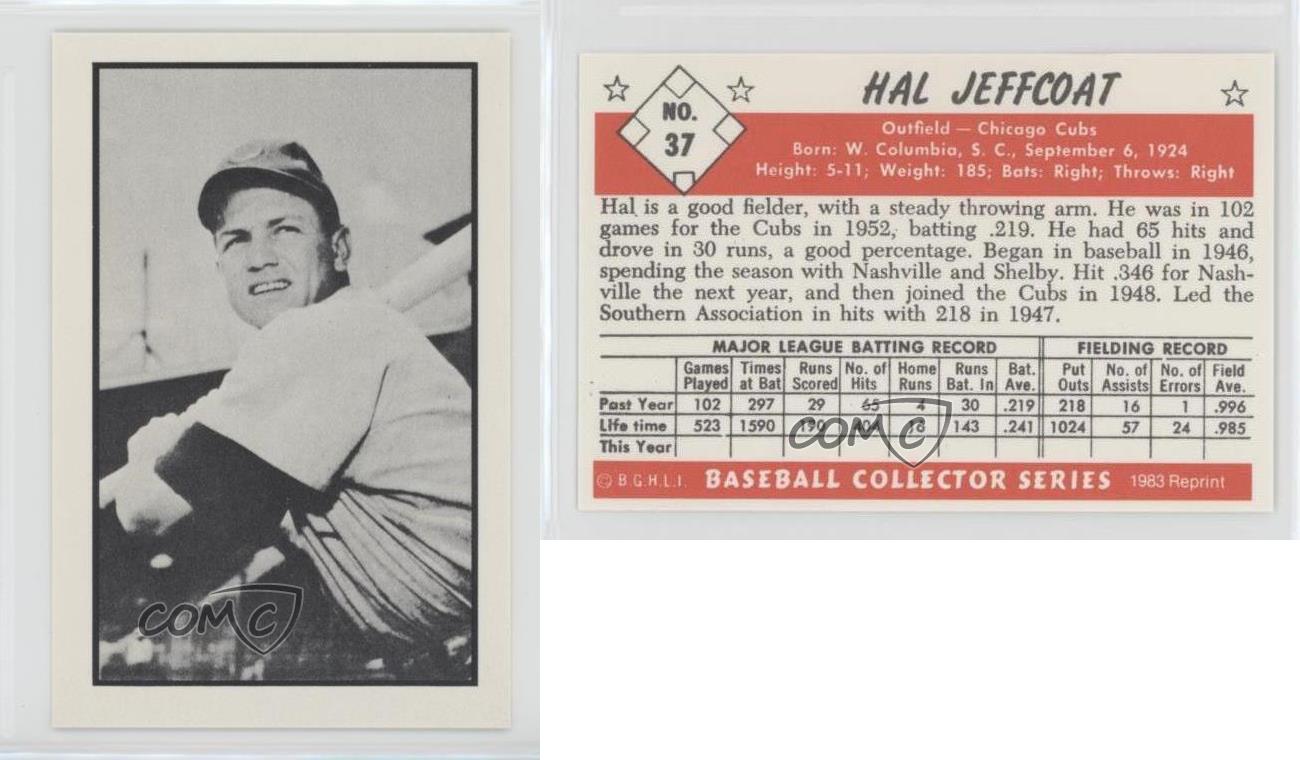 COMC
NO.
37
HAL JEFFCOAT
Outfield — Chicago Cubs
Born: W. Columbia, S. C., September 6, 1924
Height: 5-11; Weight: 185; Bats: Right; Throws: Right
Hal is a good fielder, with a steady throwing arm. He was in 102
games for the Cubs in 1952, batting .219. He had 65 hits and
drove in 30 runs, a good percentage. Began in baseball in 1946,
spending the season with Nashville and Shelby. Hit .346 for Nash-
ville the next year, and then joined the Cubs in 1948. Led the
Southern Association in hits with 218 in 1947.
MAJOR LEAGUE BATTING RECORD FIELDING RECORD
Games Times Runs No. of Home Runs Bat. Put No. of No. of Field
Played at Bat Scored Hits Runs Bat. In Ave. Outs Assists Errors Ave.
Past Year 102 297 29 65 4 30 .219 218 16 1 .996
Life time 523 1590 190 404 16 143 .241 1024 57 24 .985
This Year
COMC
© B.G.H.L.I. BASEBALL COLLECTOR SERIES 1983 Reprint